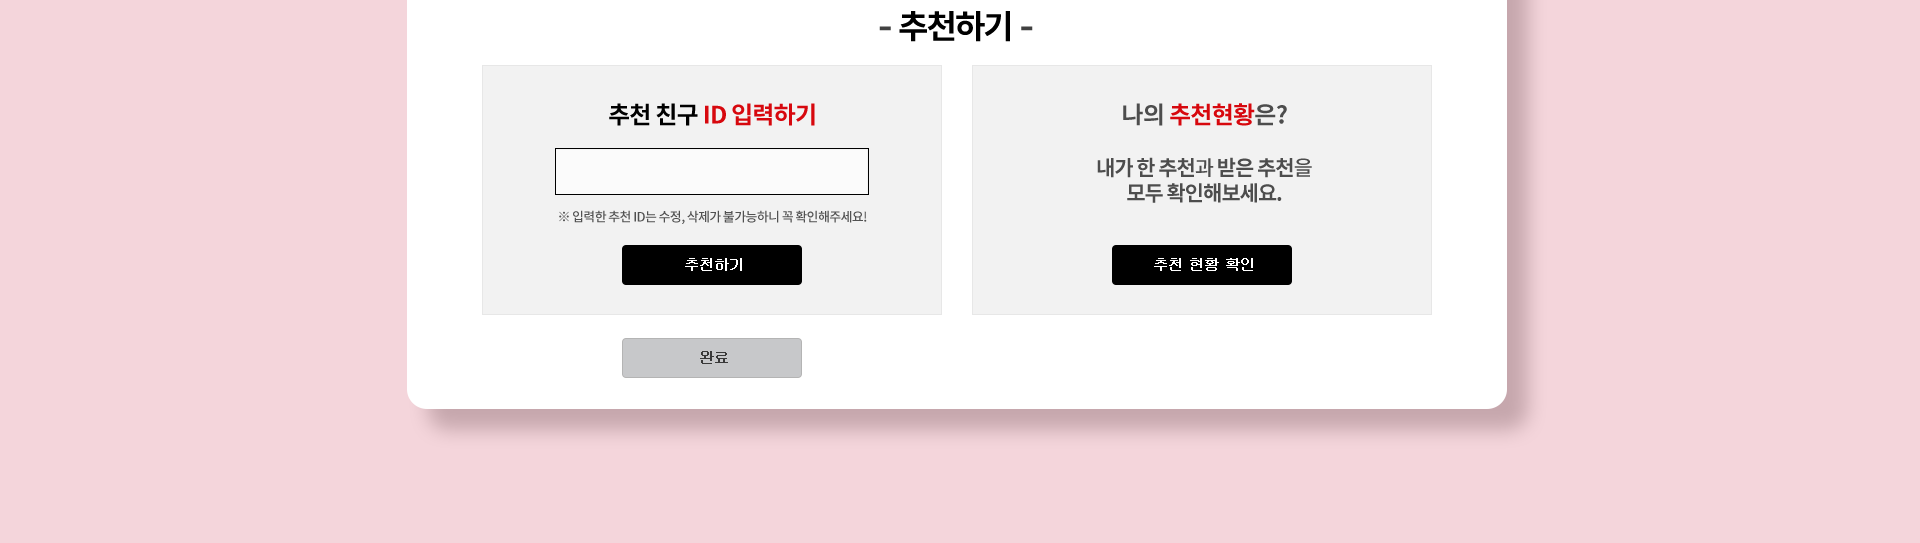 - 추천하기 -
추천 친구 ID 입력하기
※ 입력한 추천 ID는 수정, 삭제가 불가능하니 꼭 확인해주세요!
추천하기
나의 추천현황은?
내가 한 추천과 받은 추천을
모두 확인해보세요.
추천 현황 확인
완료